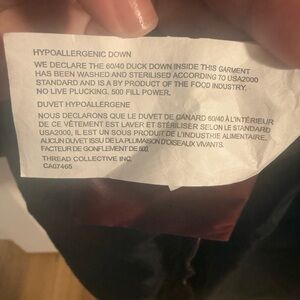 HYPOALLERGENIC DOWN
WE DECLARE THE 60/40 DUCK DOWN INSIDE THIS GARMENT
HAS BEEN WASHED AND STERILISED ACCORDING TO USA2000
STANDARD AND IS A BY PRODUCT OF THE FOOD INDUSTRY.
NO LIVE PLUCKING. 500 FILL POWER.
DUVET HYPOALLERGENE
NOUS DECLARONS QUE LE DUVET DE CANARD 60/40 À L'INTÉRIEUR
DE CE VÊTEMENT EST LAVER ET STÉRILISER SELON LE STANDARD
USA2000, IL EST UN SOUS PRODUIT DE L'INDUSTRIE ALIMENTAIRE.
AUCUN DUVET ISSU DE LA PLUMAISON D'OISEAUX VIVANTS.
FACTEUR DE GONFLEMENT DE 500.
THREAD COLLECTIVE INC.
CA07465